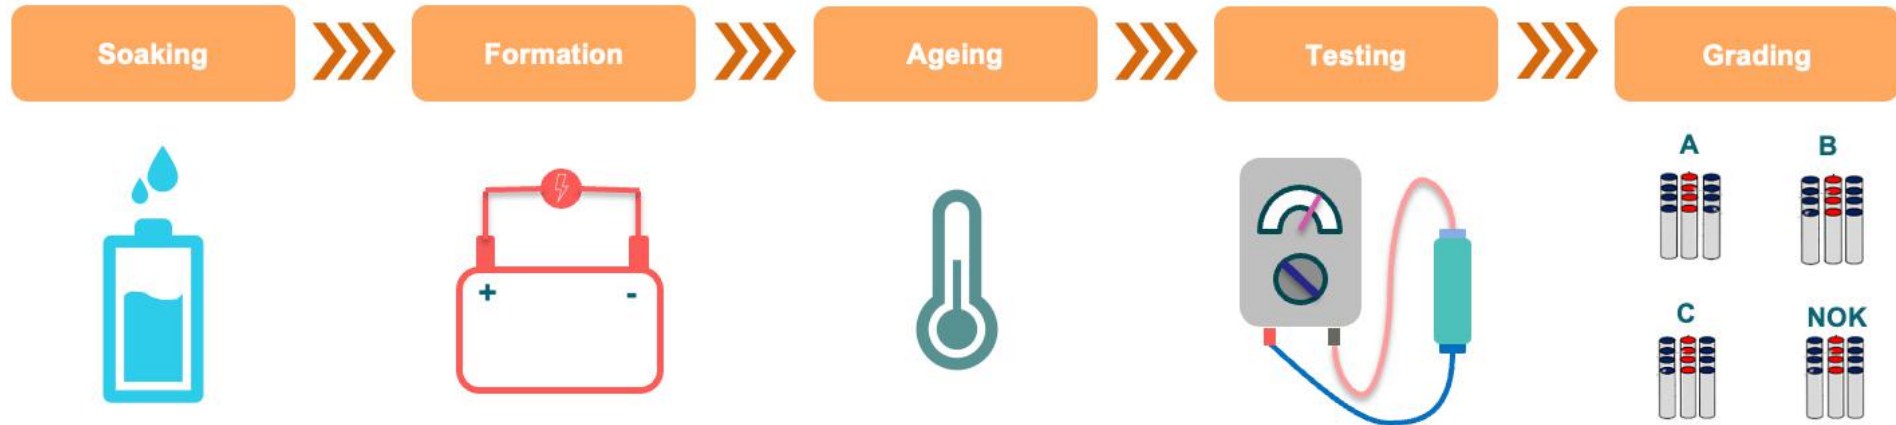 Soaking
Formation
Ageing
Testing
Grading
A
B
+
-
C
NOK